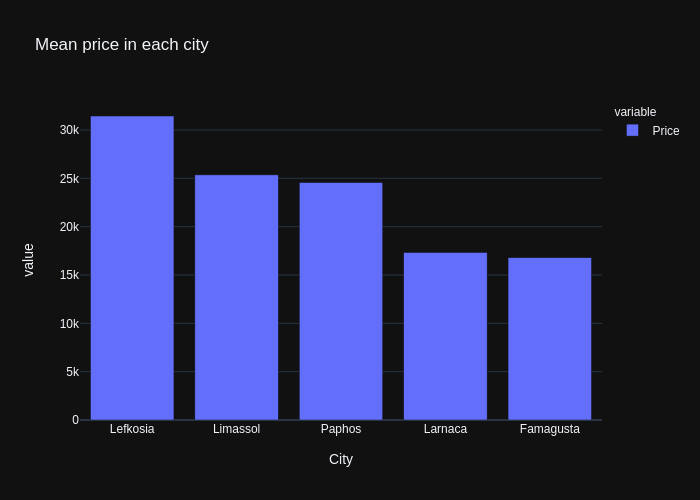 Mean price in each city
variable
Price
30k
25k
20k
15k
10k
5k
0
value
Lefkosia
Limassol
Paphos
Larnaca
Famagusta
City